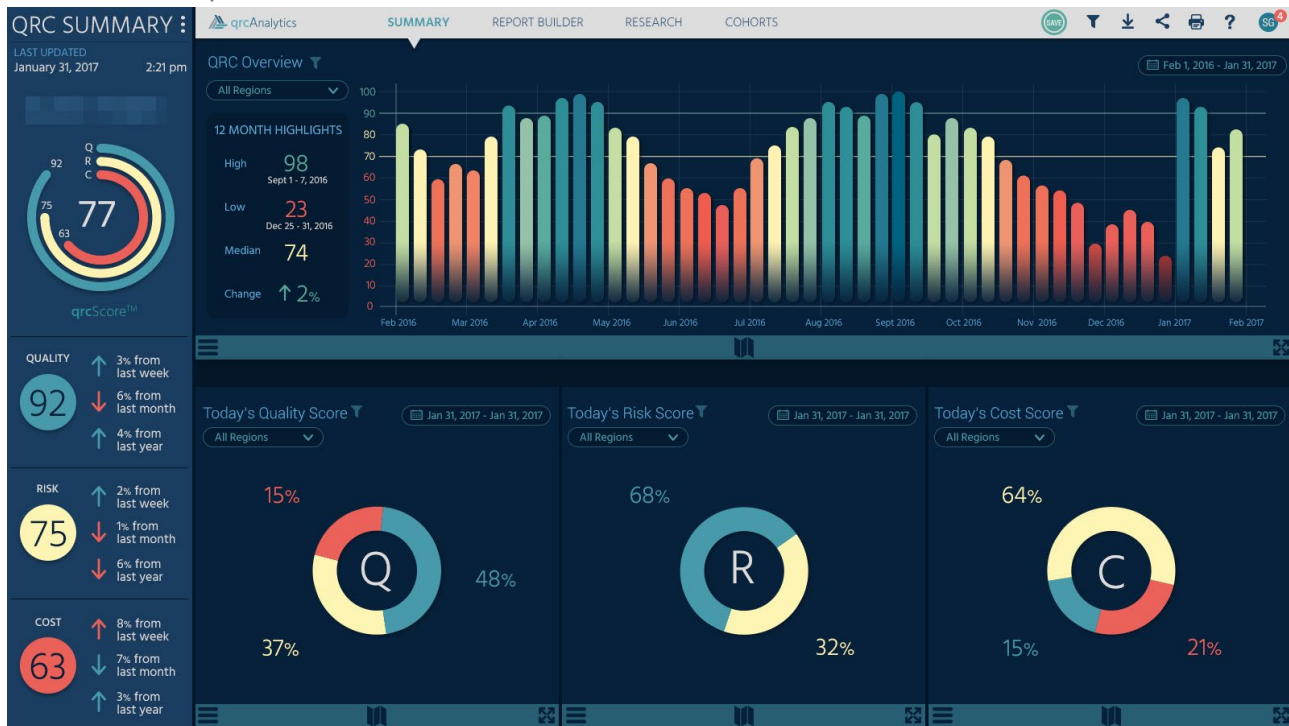 QRC SUMMARY
LAST UPDATED
January 31, 2017 2:21 pm
Q
R
C
92
75
63
77
qrcScore™
QUALITY
92
3% from
last week
6% from
last month
4% from
last year
RISK
75
2% from
last week
1% from
last month
6% from
last year
COST
63
8% from
last week
7% from
last month
3% from
last year
qrcAnalytics
SUMMARY
REPORT BUILDER
RESEARCH
COHORTS
SAVE
?
SG
4
QRC Overview
Feb 1, 2016 - Jan 31, 2017
All Regions
12 MONTH HIGHLIGHTS
High 98
Sept 1 - 7, 2016
Low 23
Dec 25 - 31, 2016
Median 74
Change 2%
100
90
80
70
60
50
40
30
20
10
0
Feb 2016 Mar 2016 Apr 2016 May 2016 Jun 2016 Jul 2016 Aug 2016 Sept 2016 Oct 2016 Nov 2016 Dec 2016 Jan 2017 Feb 2017
Today's Quality Score
Jan 31, 2017 - Jan 31, 2017
All Regions
15%
Q
48%
37%
Today's Risk Score
Jan 31, 2017 - Jan 31, 2017
All Regions
68%
R
32%
Today's Cost Score
Jan 31, 2017 - Jan 31, 2017
All Regions
64%
C
15%
21%